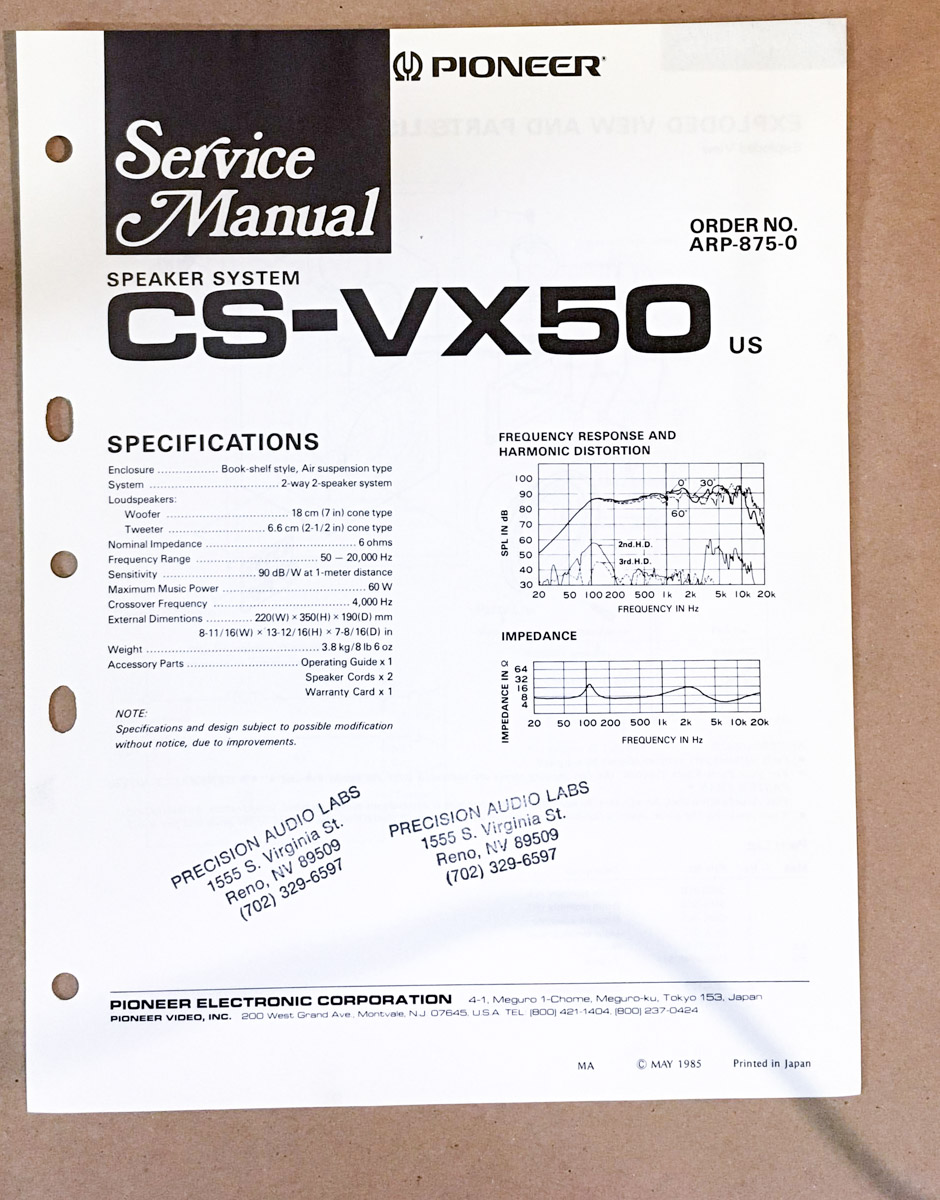 PIONEER
Service
Manual
ORDER NO.
ARP-875-0
SPEAKER SYSTEM
CS-VX50 US
SPECIFICATIONS
Enclosure .................. Book-shelf style, Air suspension type
System ........................................ 2-way 2-speaker system
Loudspeakers:
Woofer .................................... 18 cm (7 in) cone type
Tweeter ............................. 6.6 cm (2-1/2 in) cone type
Nominal Impedance ............................................. 6 ohms
Frequency Range ....................................... 50 — 20,000 Hz
Sensitivity ........................... 90 dB/W at 1-meter distance
Maximum Music Power ............................................ 60 W
Crossover Frequency ......................................... 4,000 Hz
External Dimentions ........... 220(W) × 350(H) × 190(D) mm
8-11/16(W) × 13-12/16(H) × 7-8/16(D) in
Weight .................................................... 3.8 kg/8 lb 6 oz
Accessory Parts ................................. Operating Guide x 1
Speaker Cords x 2
Warranty Card x 1
NOTE:
Specifications and design subject to possible modification
without notice, due to improvements.
FREQUENCY RESPONSE AND
HARMONIC DISTORTION
SPL IN dB
100
90
80
70
60
50
40
30
0°
30°
60°
2nd.H.D.
3rd.H.D.
20 50 100 200 500 1k 2k 5k 10k 20k
FREQUENCY IN Hz
IMPEDANCE
IMPEDANCE IN Ω
64
32
16
8
4
20 50 100 200 500 1k 2k 5k 10k 20k
FREQUENCY IN Hz
PRECISION AUDIO LABS
1555 S. Virginia St.
Reno, NV 89509
(702) 329-6597
PRECISION AUDIO LABS
1555 S. Virginia St.
Reno, NV 89509
(702) 329-6597
PIONEER ELECTRONIC CORPORATION 4-1, Meguro 1-Chome, Meguro-ku, Tokyo 153, Japan
PIONEER VIDEO, INC. 200 West Grand Ave., Montvale, N.J. 07645, U.S.A. TEL (800) 421-1404, (800) 237-0424
MA © MAY 1985 Printed in Japan